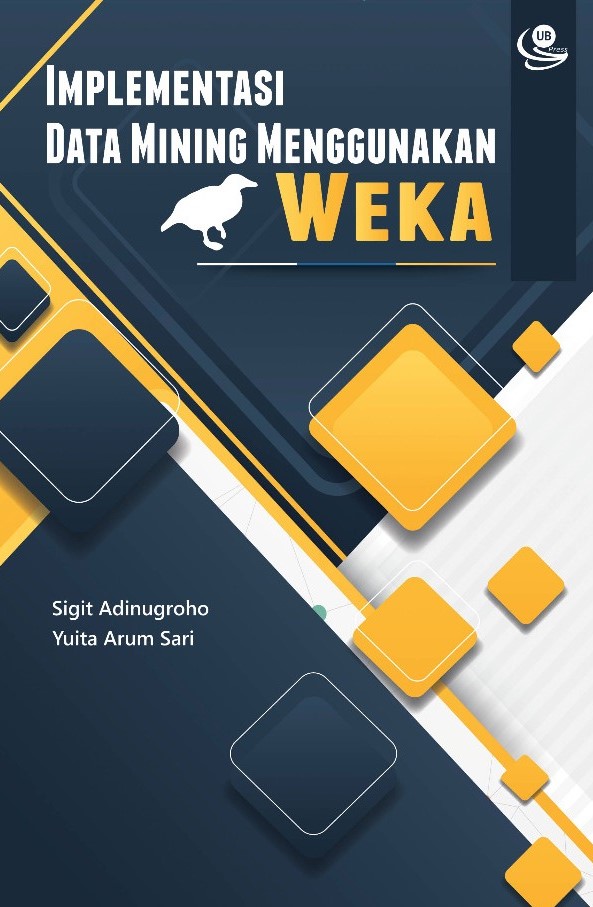 UB
Press
IMPLEMENTASI
DATA MINING MENGGUNAKAN
WEKA
Sigit Adinugroho
Yuita Arum Sari